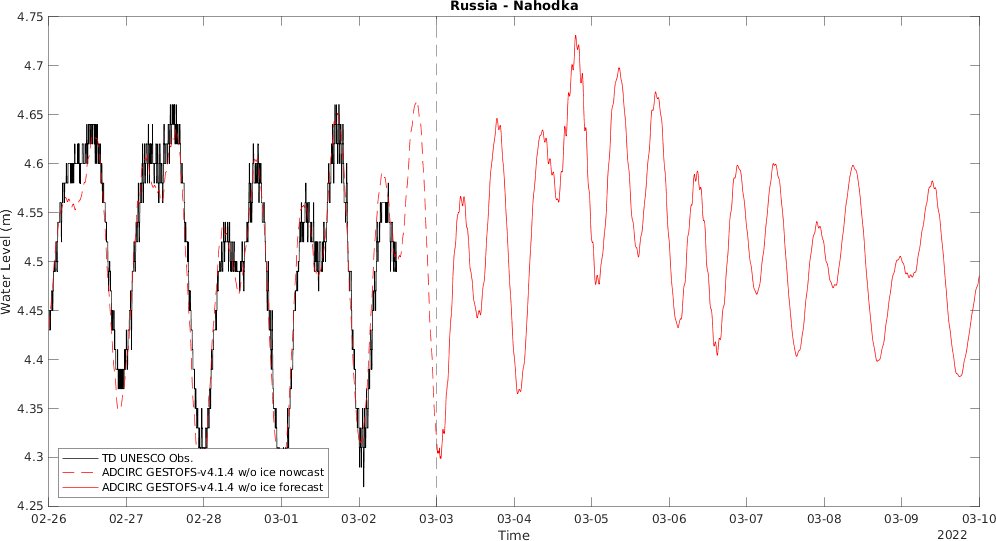 Russia - Nahodka
4.75
4.7
4.65
4.6
4.55
4.5
4.45
4.4
4.35
4.3
4.25
Water Level (m)
TD UNESCO Obs.
ADCIRC GESTOFS-v4.1.4 w/o ice nowcast
ADCIRC GESTOFS-v4.1.4 w/o ice forecast
02-26 02-27 02-28 03-01 03-02 03-03 03-04 03-05 03-06 03-07 03-08 03-09 03-10
Time
2022